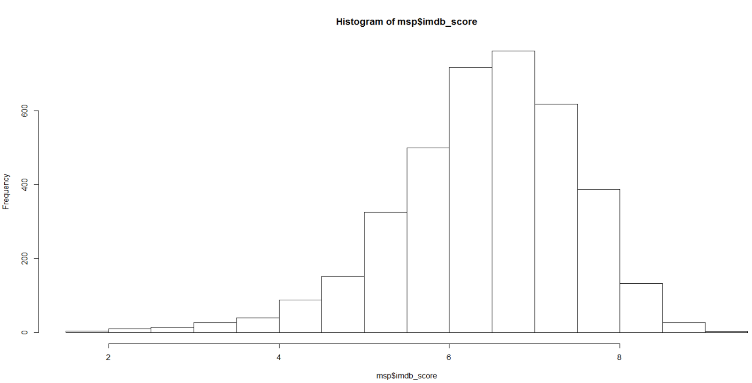 Histogram of msp$imdb_score
Frequency
600
400
200
0
2 4 6 8
msp$imdb_score